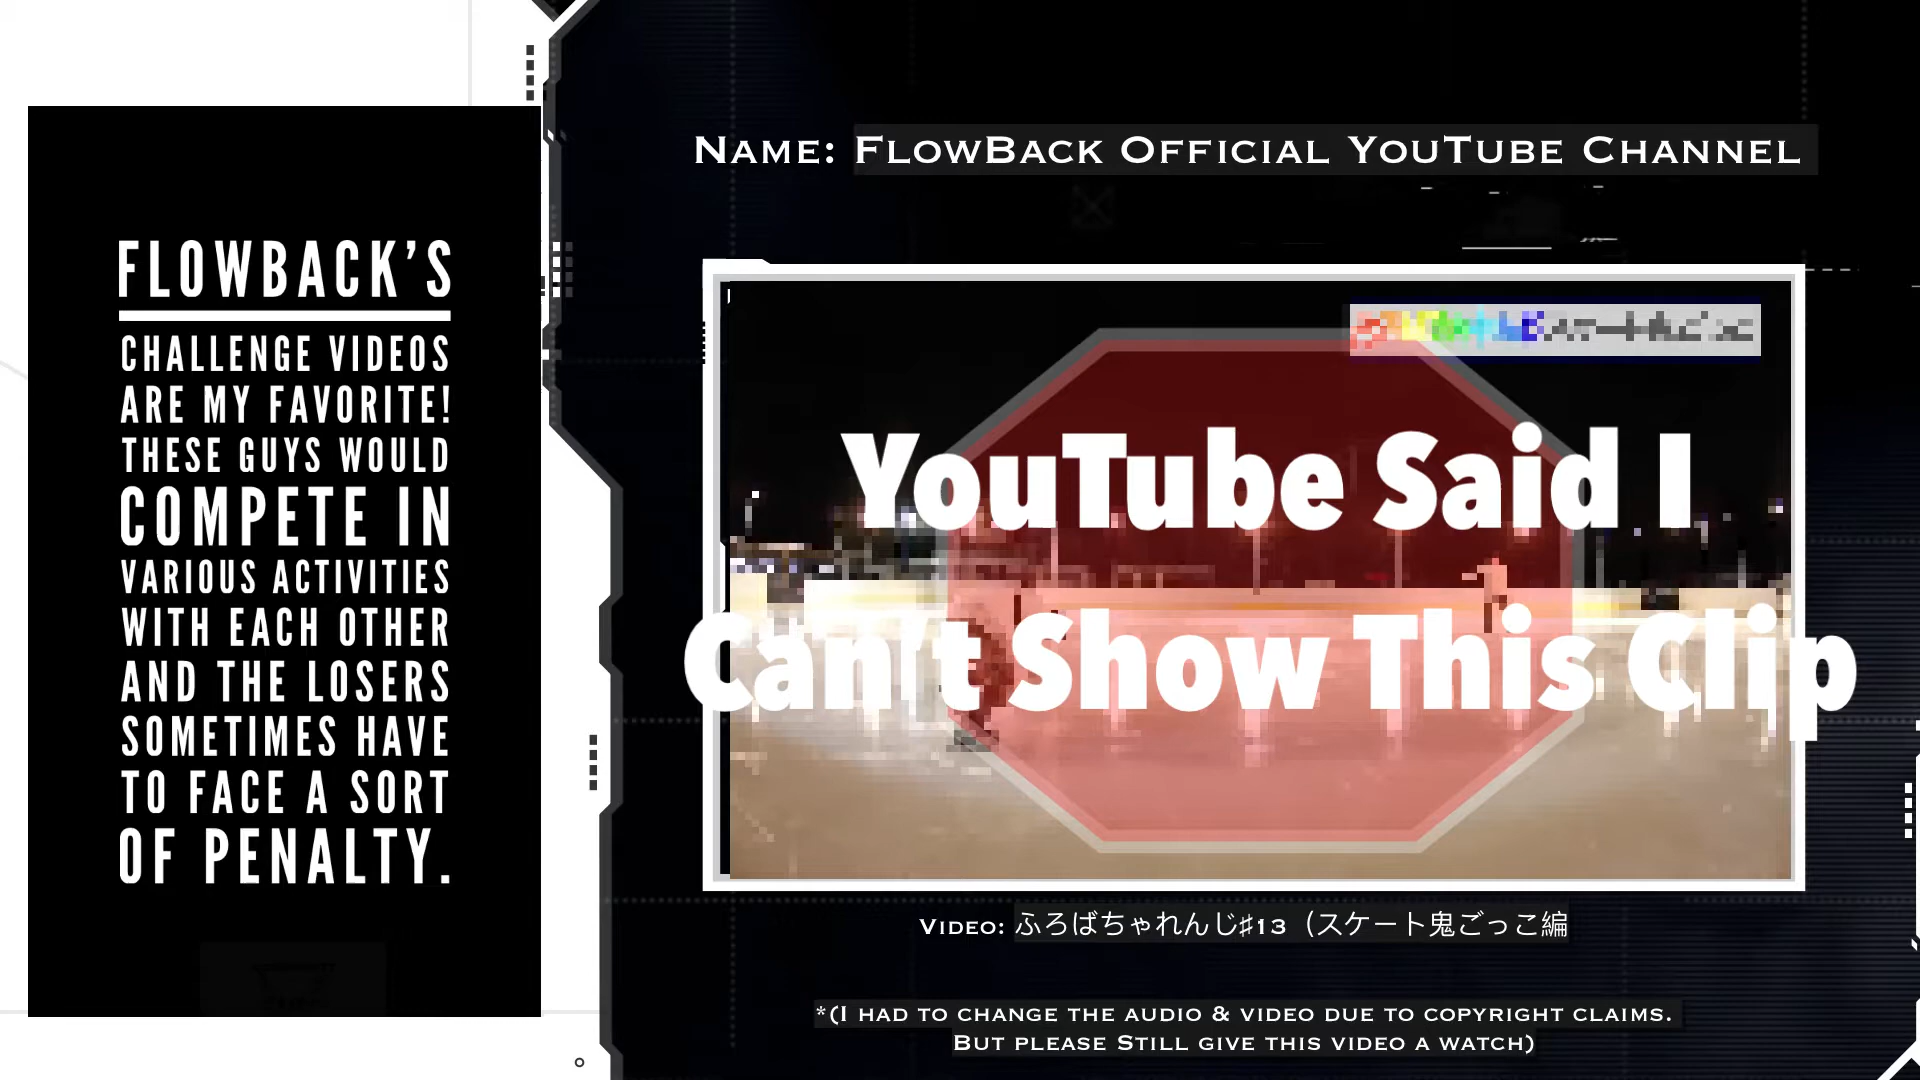 FLOWBACK'S
CHALLENGE VIDEOS
ARE MY FAVORITE!
THESE GUYS WOULD
COMPETE IN
VARIOUS ACTIVITIES
WITH EACH OTHER
AND THE LOSERS
SOMETIMES HAVE
TO FACE A SORT
OF PENALTY.
NAME: FLOWBACK OFFICIAL YOUTUBE CHANNEL
YouTube Said I
Can't Show This Clip
VIDEO: ふろばちゃれんじ♯13（スケート鬼ごっこ編
*(I HAD TO CHANGE THE AUDIO & VIDEO DUE TO COPYRIGHT CLAIMS.
BUT PLEASE STILL GIVE THIS VIDEO A WATCH)